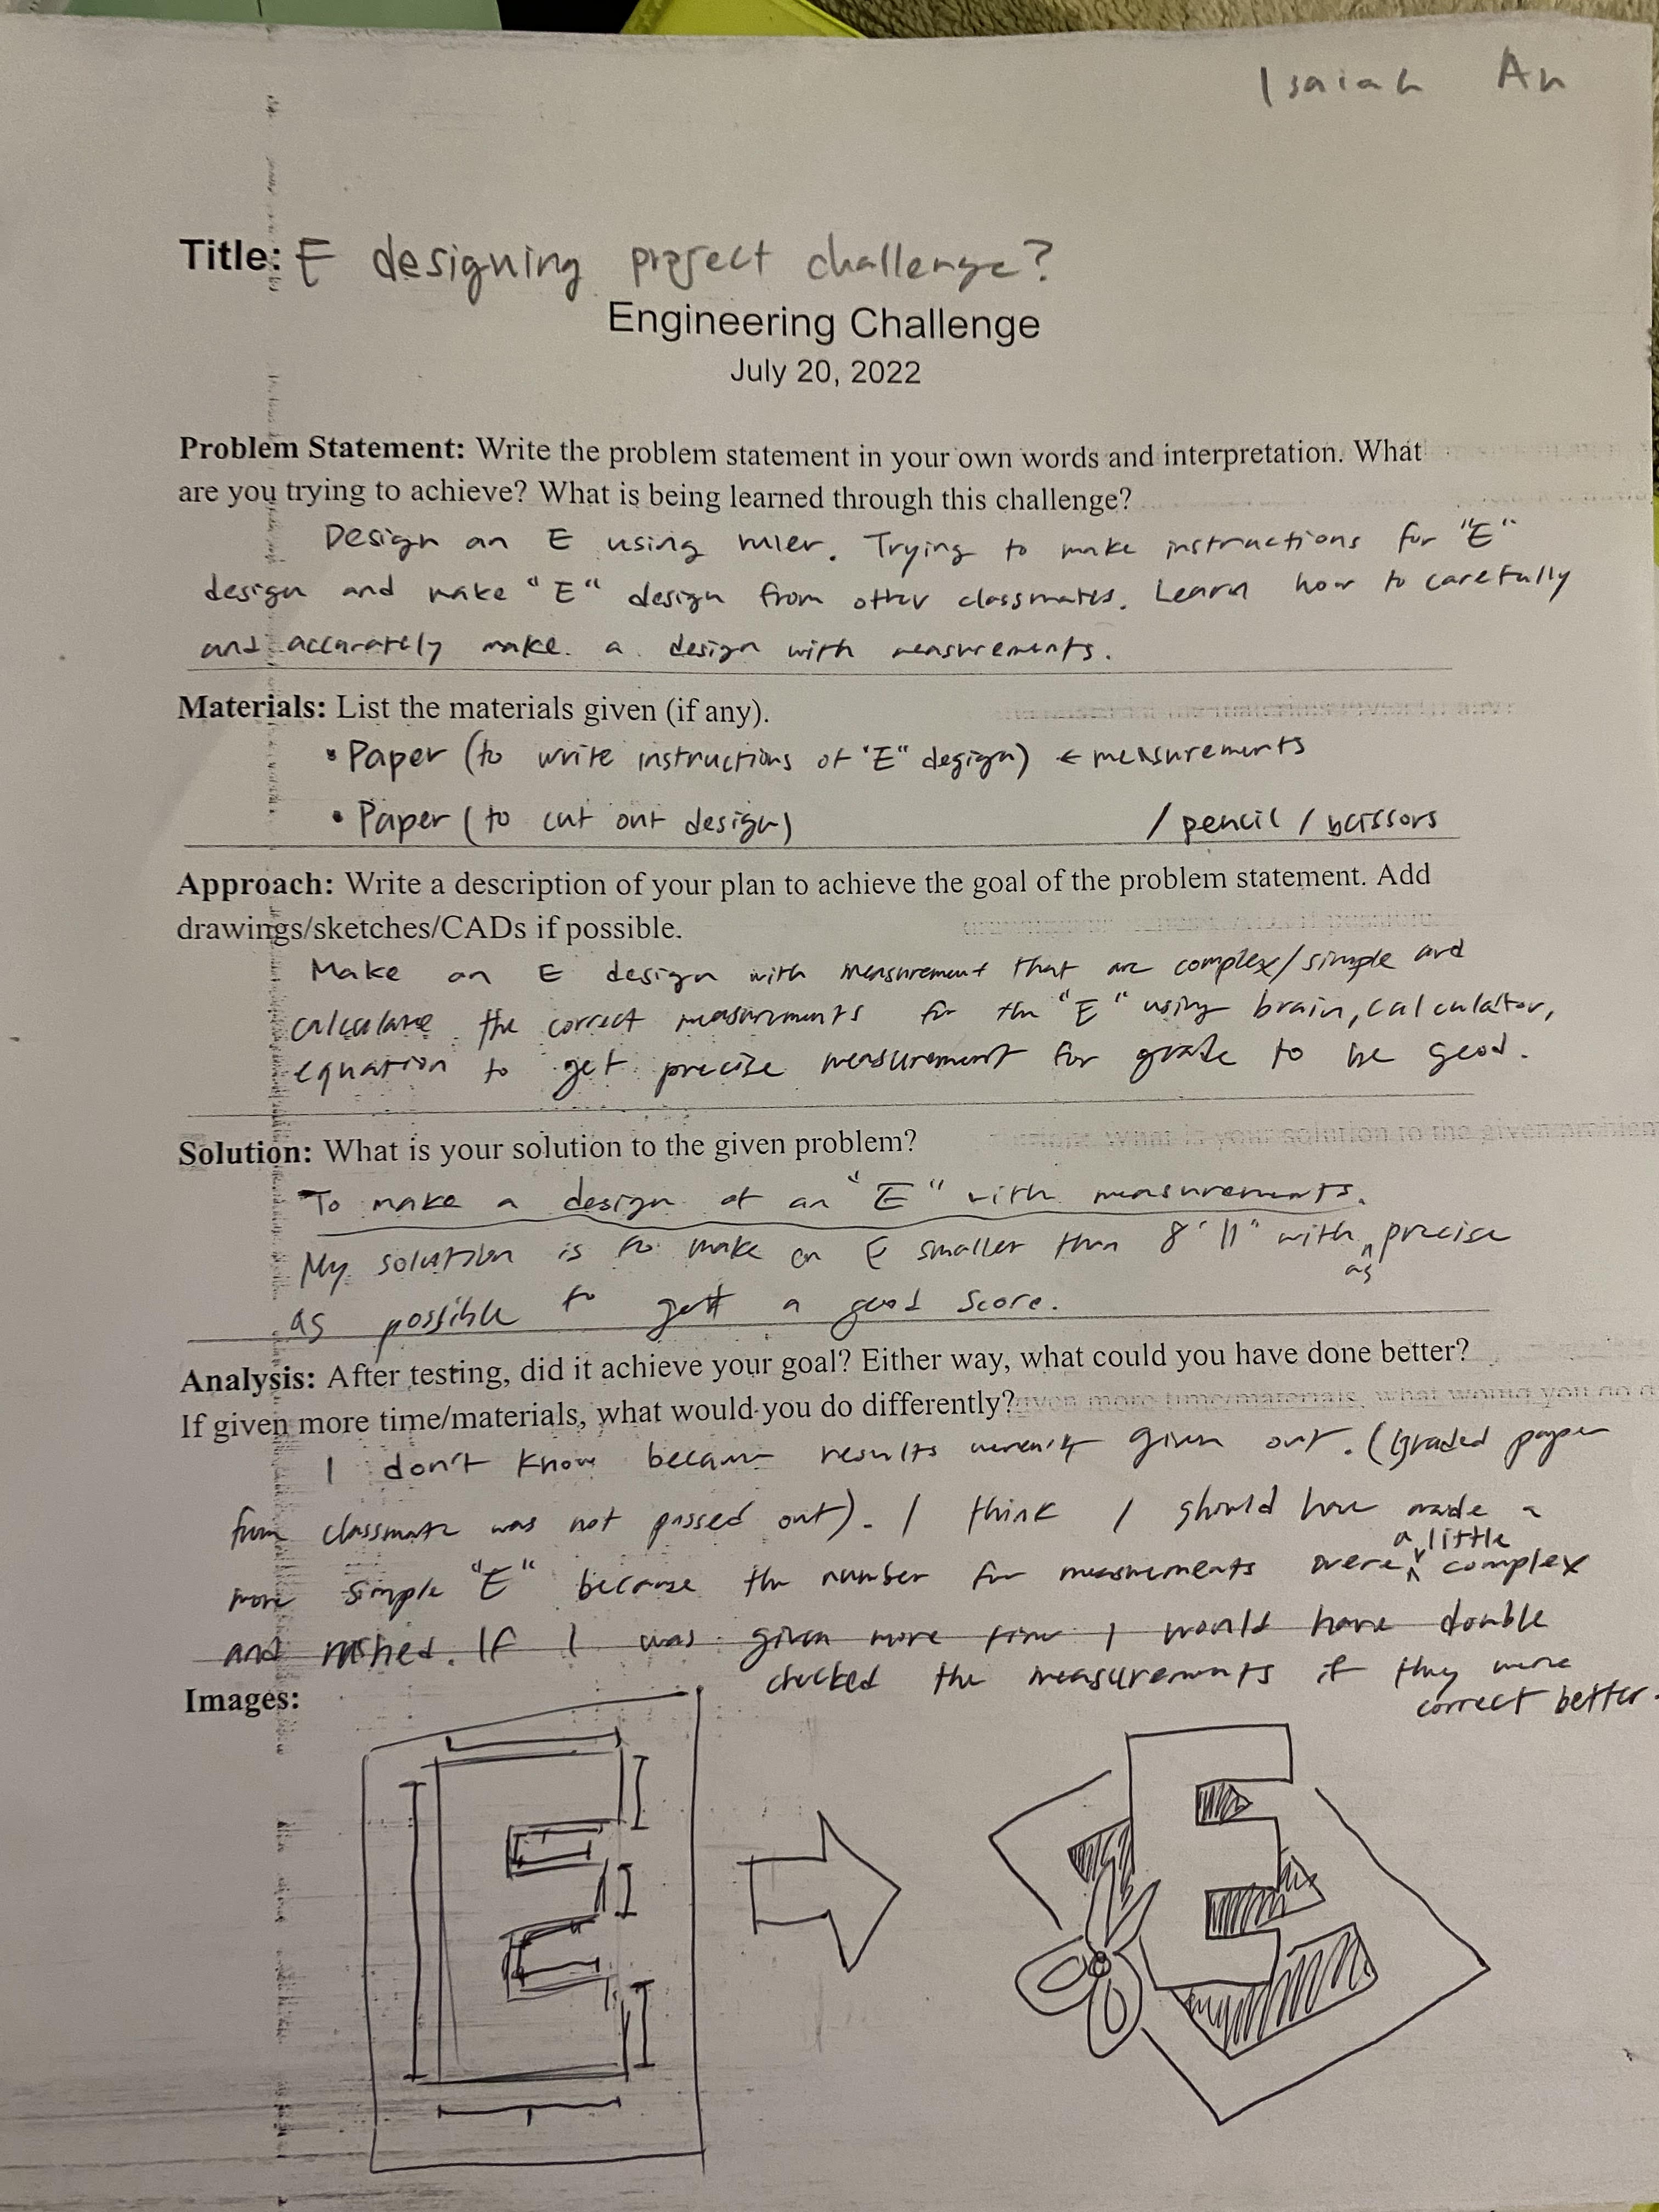 Isaiah An
Title: E designing project challenge?
Engineering Challenge
July 20, 2022
Problem Statement: Write the problem statement in your own words and interpretation. What
are you trying to achieve? What is being learned through this challenge?
Design an E using ruler. Trying to make instructions for "E"
design and make "E" design from other classmates. Learn how to carefully
and accurately make a design with measurements.
Materials: List the materials given (if any).
• Paper (to write instructions of "E" design) ← measurements
• Paper (to cut out design) / pencil / scissors
Approach: Write a description of your plan to achieve the goal of the problem statement. Add
drawings/sketches/CADs if possible.
Make an E design with measurement that are complex/simple and
calculate the correct measurments for the "E" using brain, calculator,
equation to get precise measurement for grade to be good.
Solution: What is your solution to the given problem?
To make a design of an "E" with measurements.
My solution is to make an E smaller than 8' 11" with as precise
as possible to get a good score.
Analysis: After testing, did it achieve your goal? Either way, what could you have done better?
If given more time/materials, what would you do differently?
I don't know because results weren't given out. (graded paper
from classmate was not passed out). I think I should have made a
more simple "E" because the number for measurements were a little complex
and rushed. If I was given more time I would have double
checked the measurements if they were
correct better.
Images: